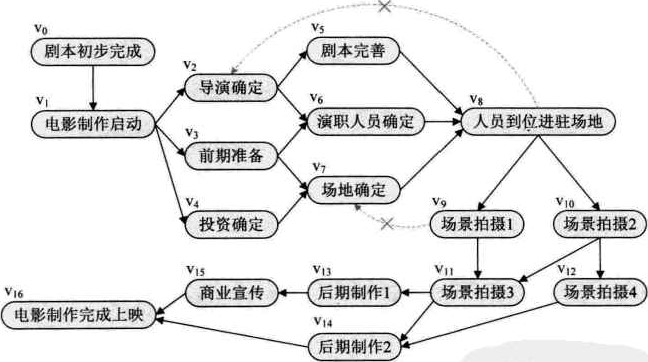 V0
剧本初步完成
V1
电影制作启动
V2
导演确定
V3
前期准备
V4
投资确定
V5
剧本完善
V6
演职人员确定
V7
场地确定
V8
人员到位进驻场地
V9
场景拍摄1
V10
场景拍摄2
V11
场景拍摄3
V12
场景拍摄4
V13
后期制作1
V14
后期制作2
V15
商业宣传
V16
电影制作完成上映